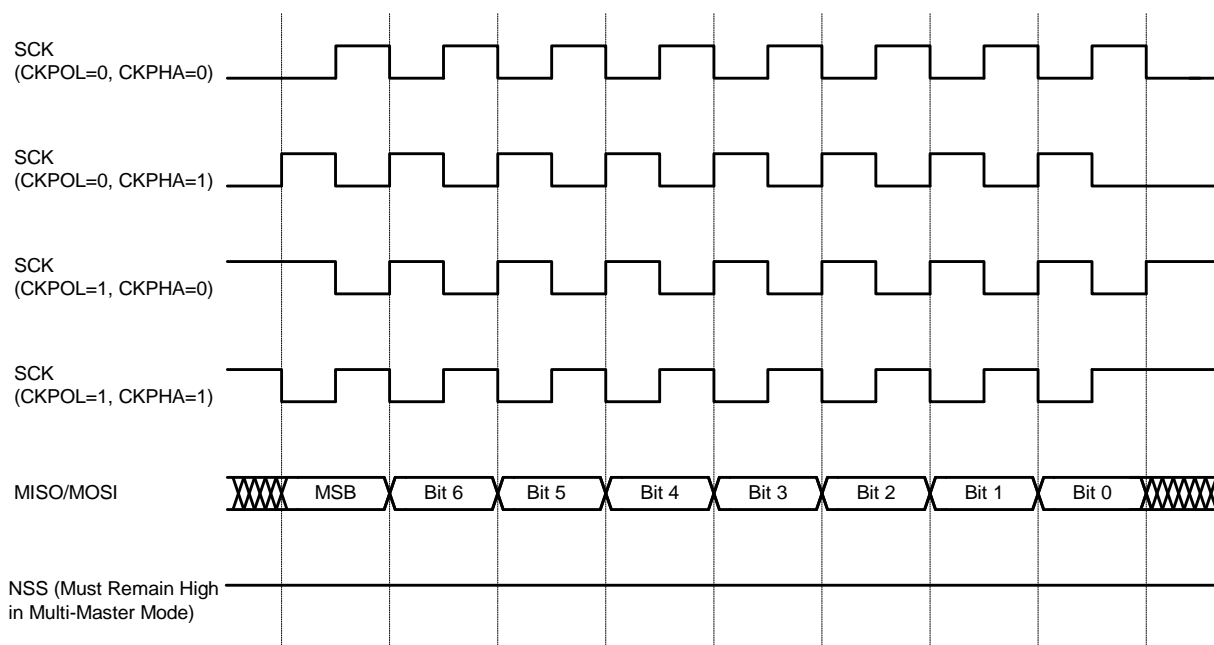 SCK
(CKPOL=0, CKPHA=0)
SCK
(CKPOL=0, CKPHA=1)
SCK
(CKPOL=1, CKPHA=0)
SCK
(CKPOL=1, CKPHA=1)
MISO/MOSI
MSB
Bit 6
Bit 5
Bit 4
Bit 3
Bit 2
Bit 1
Bit 0
NSS (Must Remain High
in Multi-Master Mode)